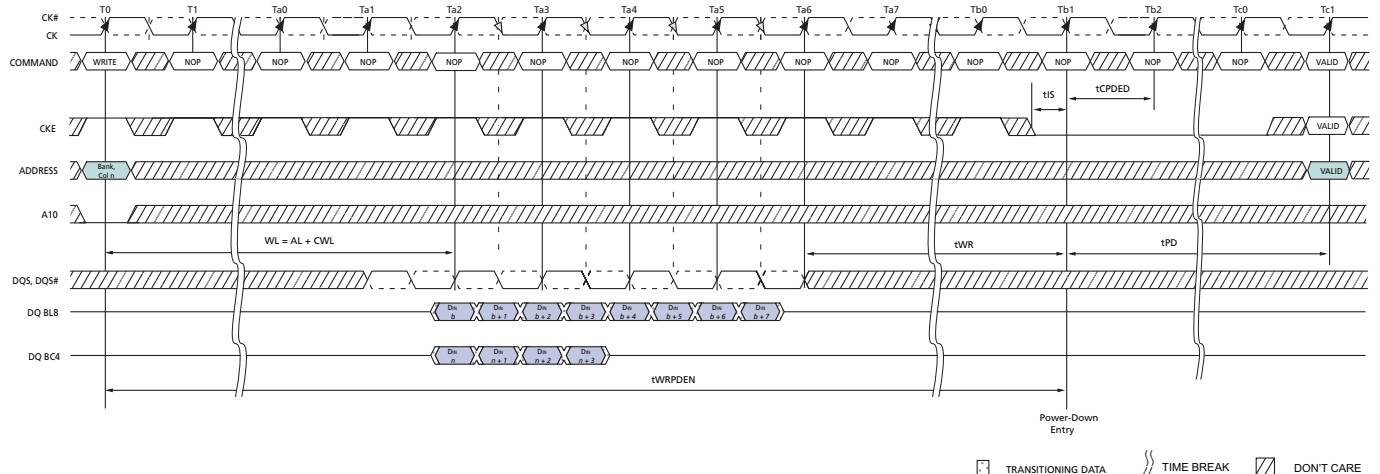 T0 T1 Ta0 Ta1 Ta2 Ta3 Ta4 Ta5 Ta6 Ta7 Tb0 Tb1 Tb2 Tc0 Tc1
CK#
CK
COMMAND WRITE NOP NOP NOP NOP NOP NOP NOP NOP NOP NOP NOP NOP NOP VALID
tIS tCPDED
CKE VALID
ADDRESS Bank, Col n VALID
A10
WL = AL + CWL tWR tPD
DQS, DQS#
DQ BL8 DIN b DIN b + 1 DIN b + 2 DIN b + 3 DIN b + 4 DIN b + 5 DIN b + 6 DIN b + 7
DQ BC4 DIN n DIN n + 1 DIN n + 2 DIN n + 3
tWRPDEN
Power-Down
Entry
TRANSITIONING DATA TIME BREAK DON'T CARE